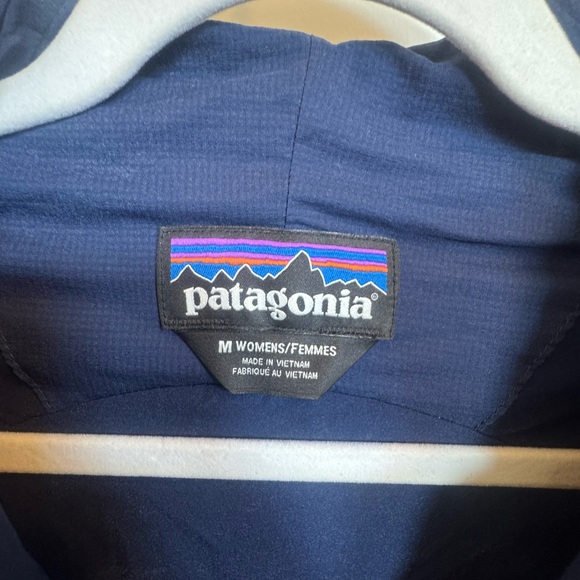 patagonia®
M WOMENS/FEMMES
MADE IN VIETNAM
FABRIQUÉ AU VIETNAM